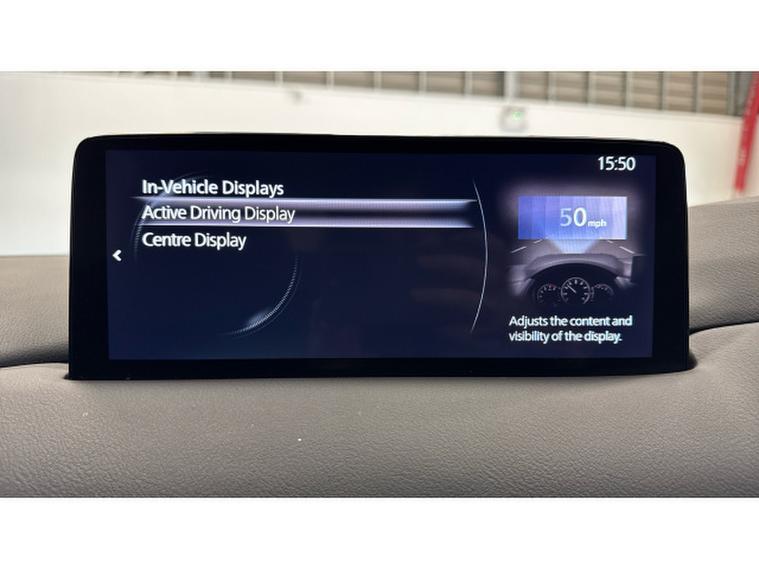 15:50
In-Vehicle Displays
Active Driving Display
Centre Display
50 mph
Adjusts the content and
visibility of the display.